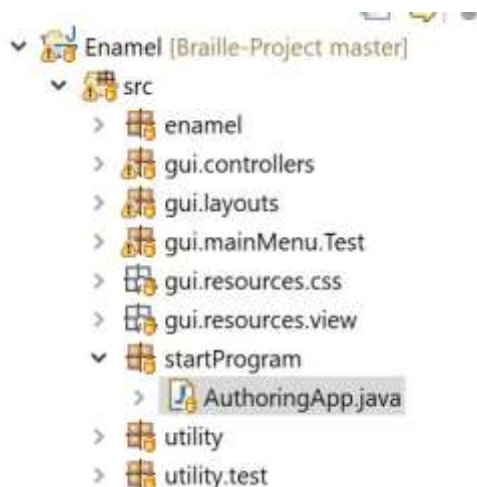 Enamel [Braille-Project master]
src
enamel
gui.controllers
gui.layouts
gui.mainMenu.Test
gui.resources.css
gui.resources.view
startProgram
AuthoringApp.java
utility
utility.test